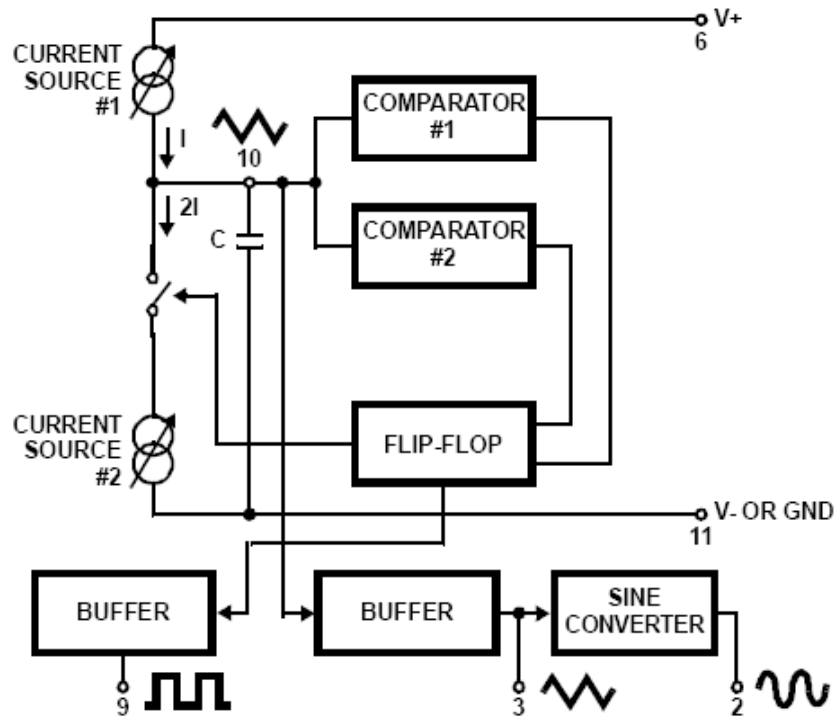 V+
6
CURRENT
SOURCE
#1
I
10
COMPARATOR
#1
2I
C
COMPARATOR
#2
CURRENT
SOURCE
#2
FLIP-FLOP
V- OR GND
11
BUFFER
BUFFER
SINE
CONVERTER
9
3
2